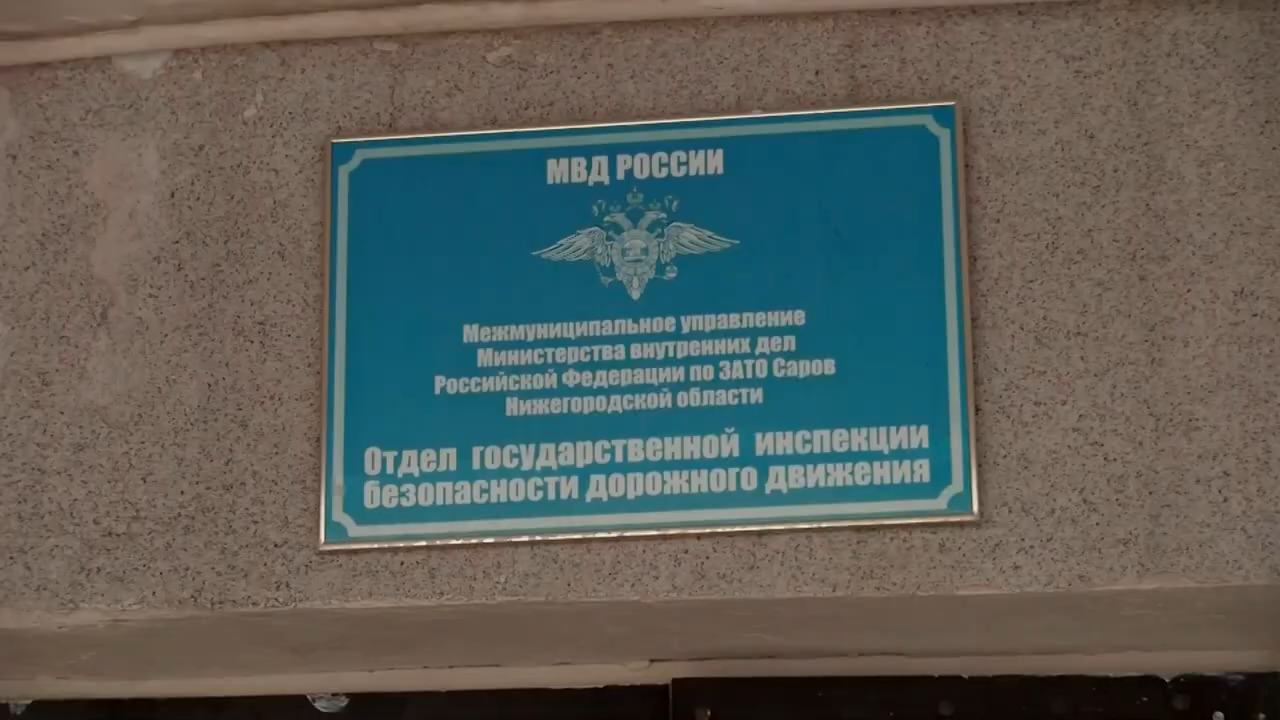 МВД РОССИИ
Межмуниципальное управление
Министерства внутренних дел
Российской Федерации по ЗАТО Саров
Нижегородской области
Отдел государственной инспекции
безопасности дорожного движения